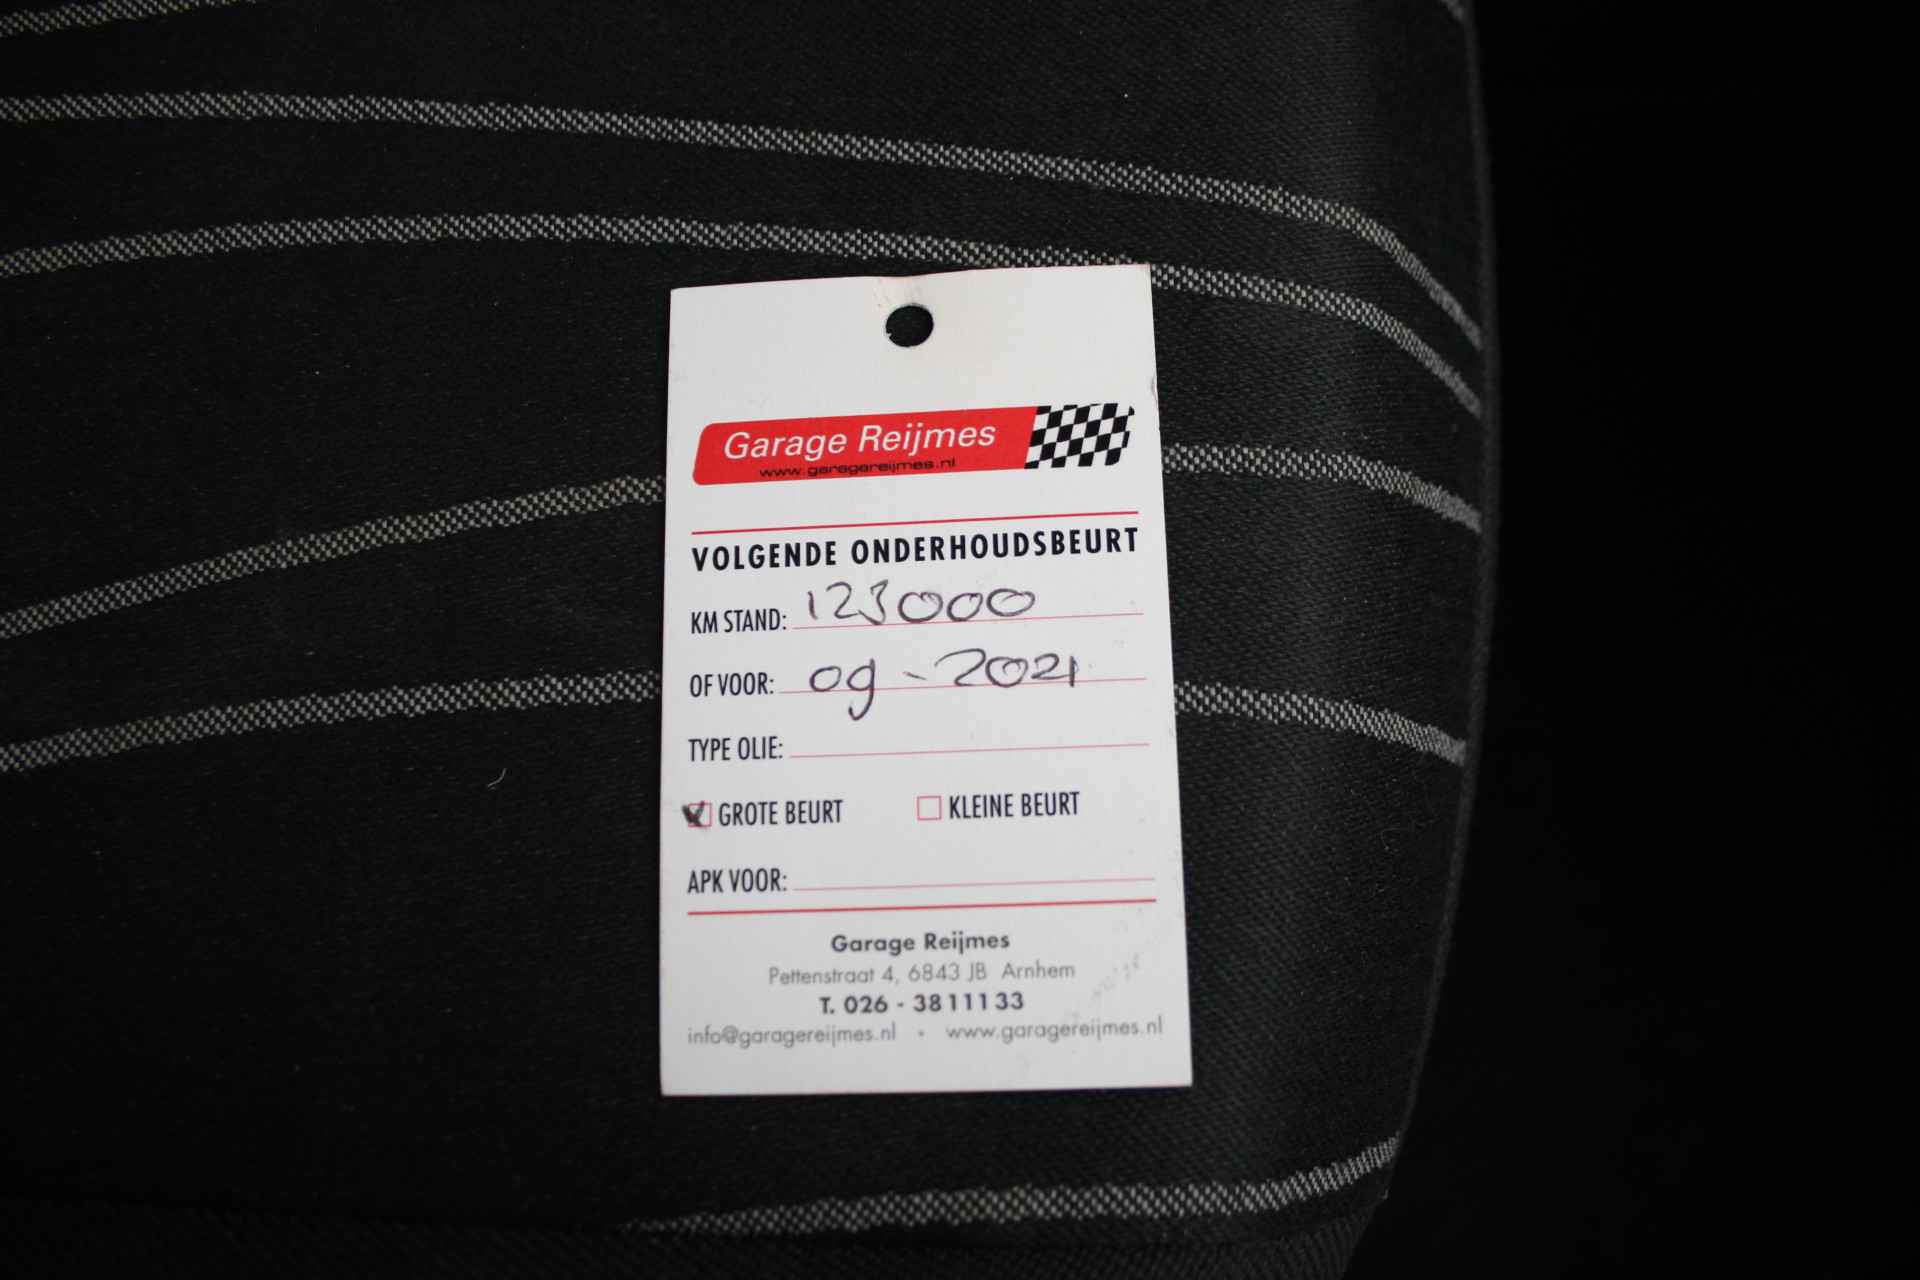 Garage Reijmes
www.garagereijmes.nl
VOLGENDE ONDERHOUDSBEURT
KM STAND: 123000
OF VOOR: 09-2021
TYPE OLIE:
GROTE BEURT KLEINE BEURT
APK VOOR:
Garage Reijmes
Pettenstraat 4, 6843 JB Arnhem
T. 026 - 3811133
info@garagereijmes.nl • www.garagereijmes.nl